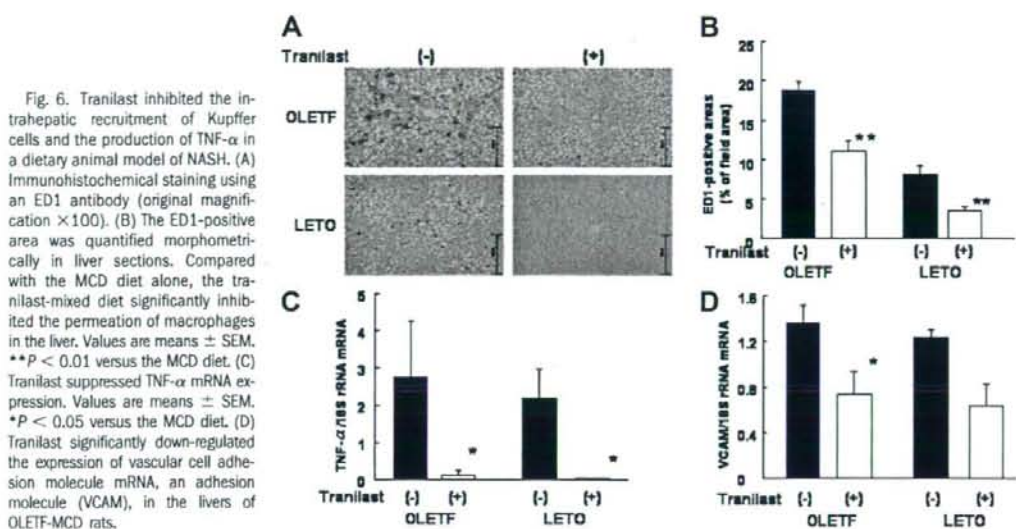 Fig. 6. Tranilast inhibited the in-
trahepatic recruitment of Kupffer
cells and the production of TNF-α in
a dietary animal model of NASH. (A)
Immunohistochemical staining using
an ED1 antibody (original magnifi-
cation ×100). (B) The ED1-positive
area was quantified morphometri-
cally in liver sections. Compared
with the MCD diet alone, the tra-
nilast-mixed diet significantly inhib-
ited the permeation of macrophages
in the liver. Values are means ± SEM.
**P < 0.01 versus the MCD diet. (C)
Tranilast suppressed TNF-α mRNA ex-
pression. Values are means ± SEM.
*P < 0.05 versus the MCD diet. (D)
Tranilast significantly down-regulated
the expression of vascular cell adhe-
sion molecule mRNA, an adhesion
molecule (VCAM), in the livers of
OLETF-MCD rats.
A
Tranilast (-) (+)
OLETF
LETO
B
ED1-positive areas
(% of field area)
25
20
15
10
5
0
**
**
Tranilast (-) (+) (-) (+)
OLETF LETO
C
TNF-α/18S rRNA mRNA
5
4
3
2
1
0
*
*
Tranilast (-) (+) (-) (+)
OLETF LETO
D
VCAM/18S rRNA mRNA
1.6
1.2
0.8
0.4
0
*
Tranilast (-) (+) (-) (+)
OLETF LETO